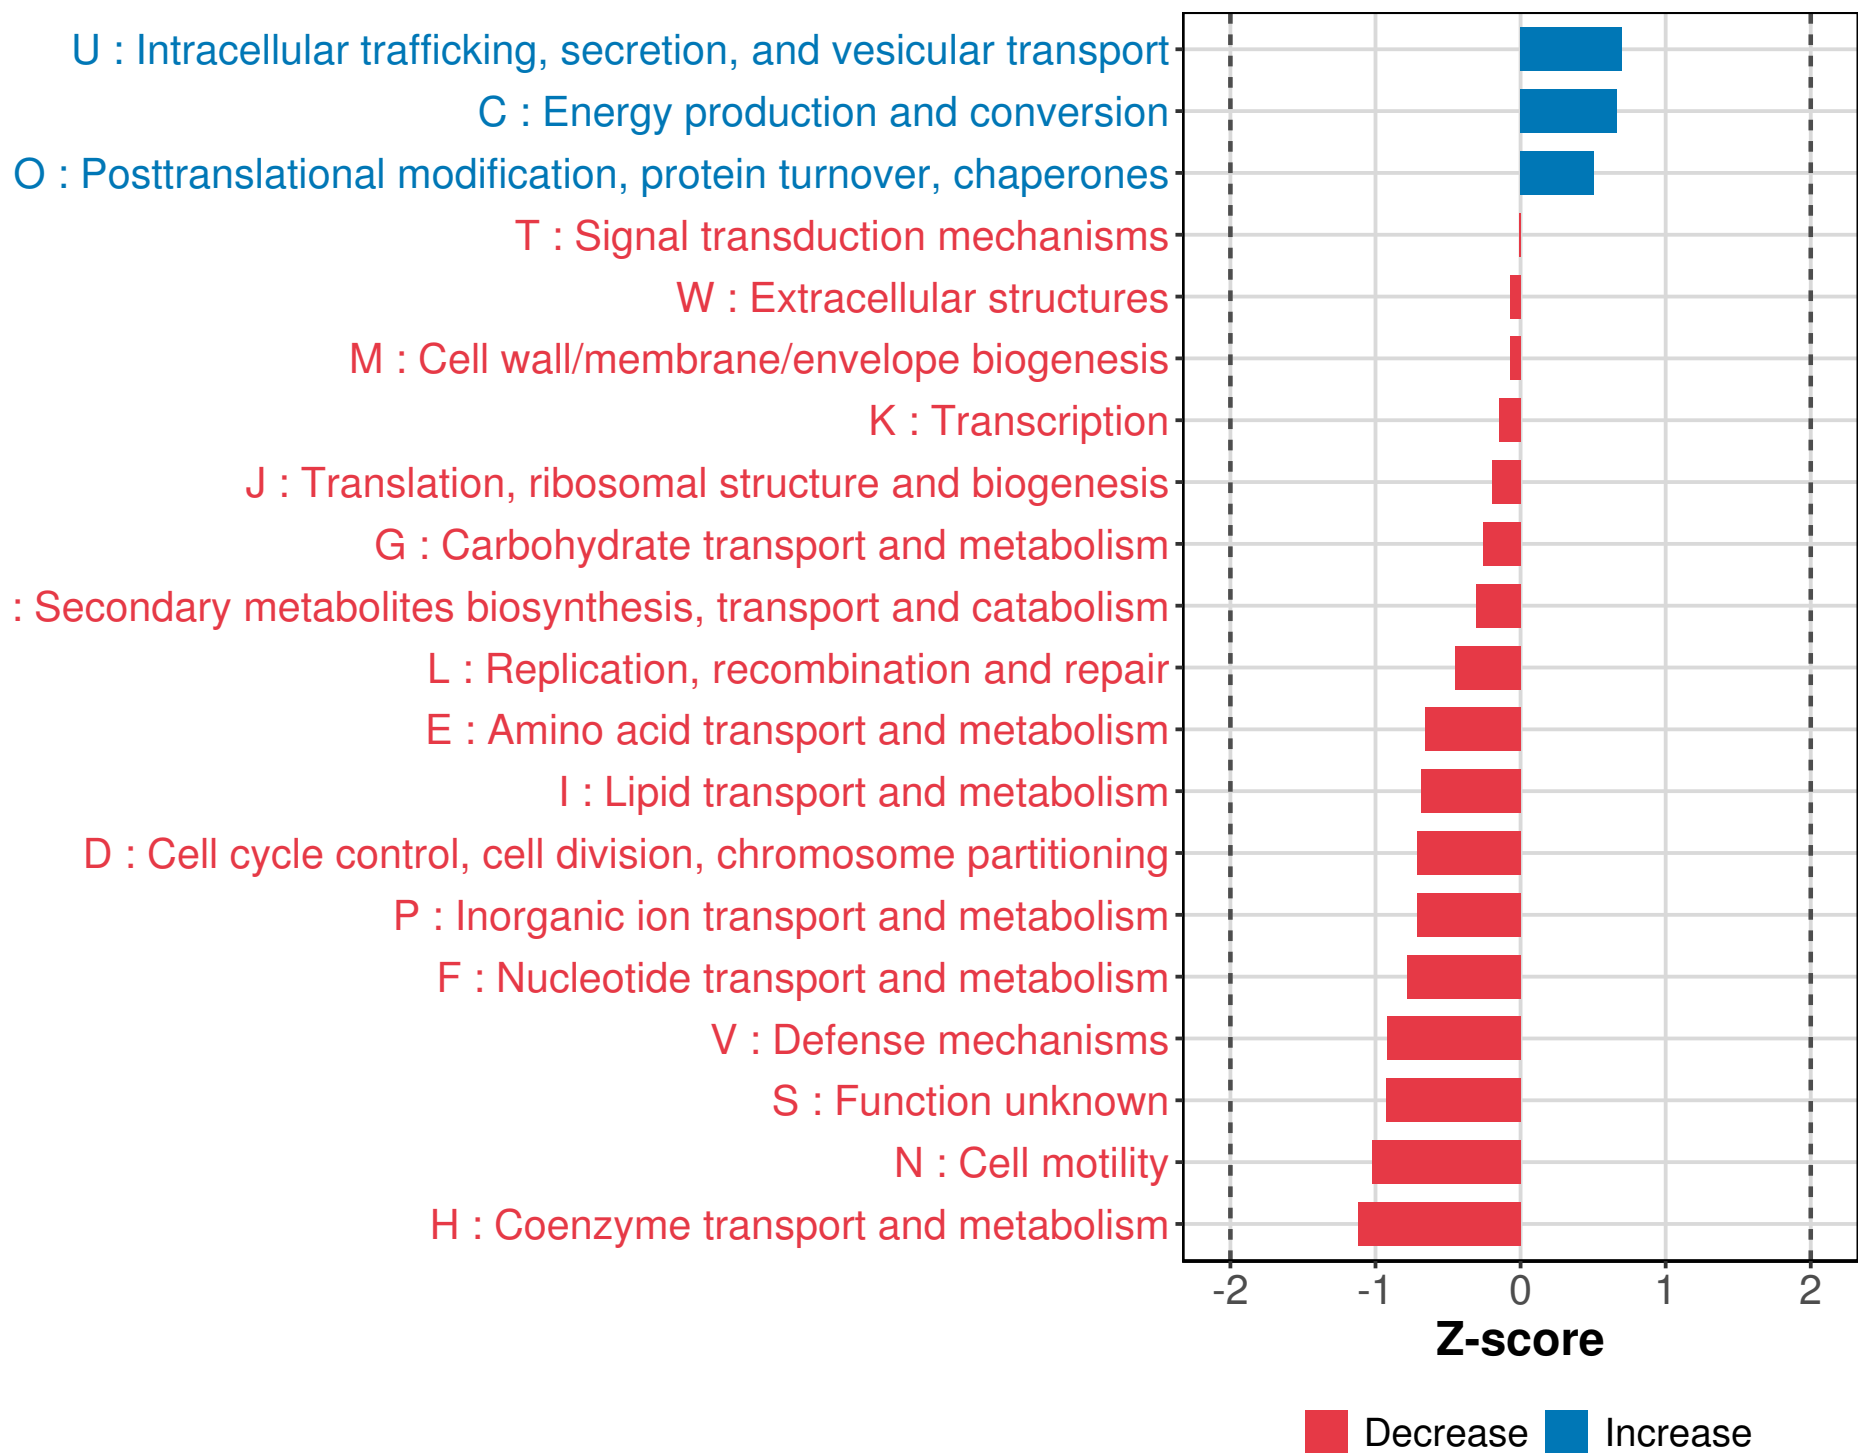 U : Intracellular trafficking, secretion, and vesicular transport
C : Energy production and conversion
O : Posttranslational modification, protein turnover, chaperones
T : Signal transduction mechanisms
W : Extracellular structures
M : Cell wall/membrane/envelope biogenesis
K : Transcription
J : Translation, ribosomal structure and biogenesis
G : Carbohydrate transport and metabolism
: Secondary metabolites biosynthesis, transport and catabolism
L : Replication, recombination and repair
E : Amino acid transport and metabolism
I : Lipid transport and metabolism
D : Cell cycle control, cell division, chromosome partitioning
P : Inorganic ion transport and metabolism
F : Nucleotide transport and metabolism
V : Defense mechanisms
S : Function unknown
N : Cell motility
H : Coenzyme transport and metabolism
-2 -1 0 1 2
Z-score
Decrease Increase